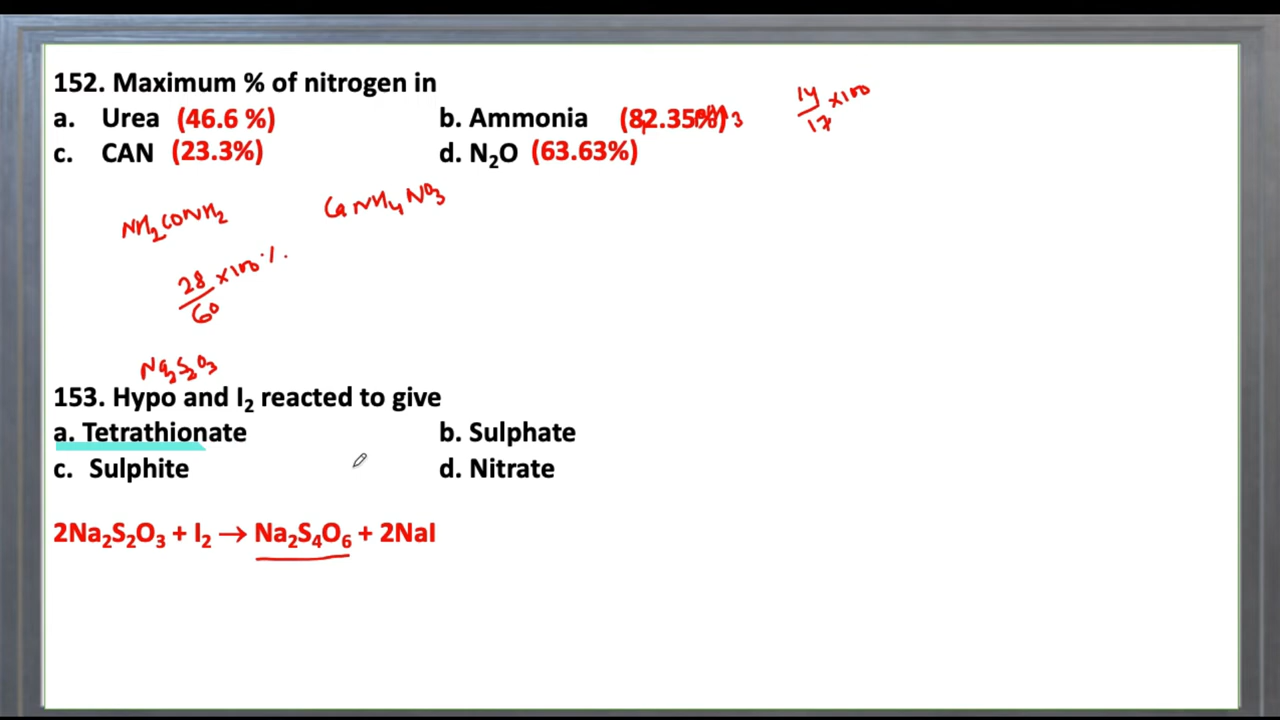 152. Maximum % of nitrogen in
a. Urea (46.6 %) b. Ammonia (82.35%) NH3 14/17 ×100
c. CAN (23.3%) d. N₂O (63.63%)
NH₂CONH₂ CaNH₄NO₃
28/60 ×100%.
Na₂S₂O₃
153. Hypo and I₂ reacted to give
a. Tetrathionate b. Sulphate
c. Sulphite d. Nitrate
2Na₂S₂O₃ + I₂ → Na₂S₄O₆ + 2NaI